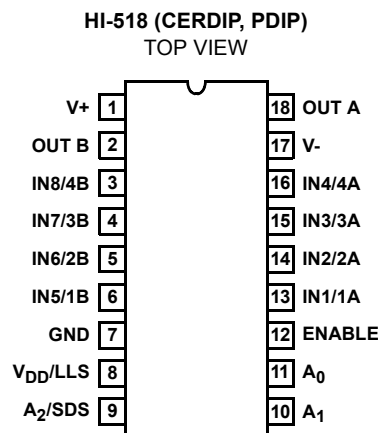 HI-518 (CERDIP, PDIP)
TOP VIEW
V+ 1 18 OUT A
OUT B 2 17 V-
IN8/4B 3 16 IN4/4A
IN7/3B 4 15 IN3/3A
IN6/2B 5 14 IN2/2A
IN5/1B 6 13 IN1/1A
GND 7 12 ENABLE
VDD/LLS 8 11 A0
A2/SDS 9 10 A1